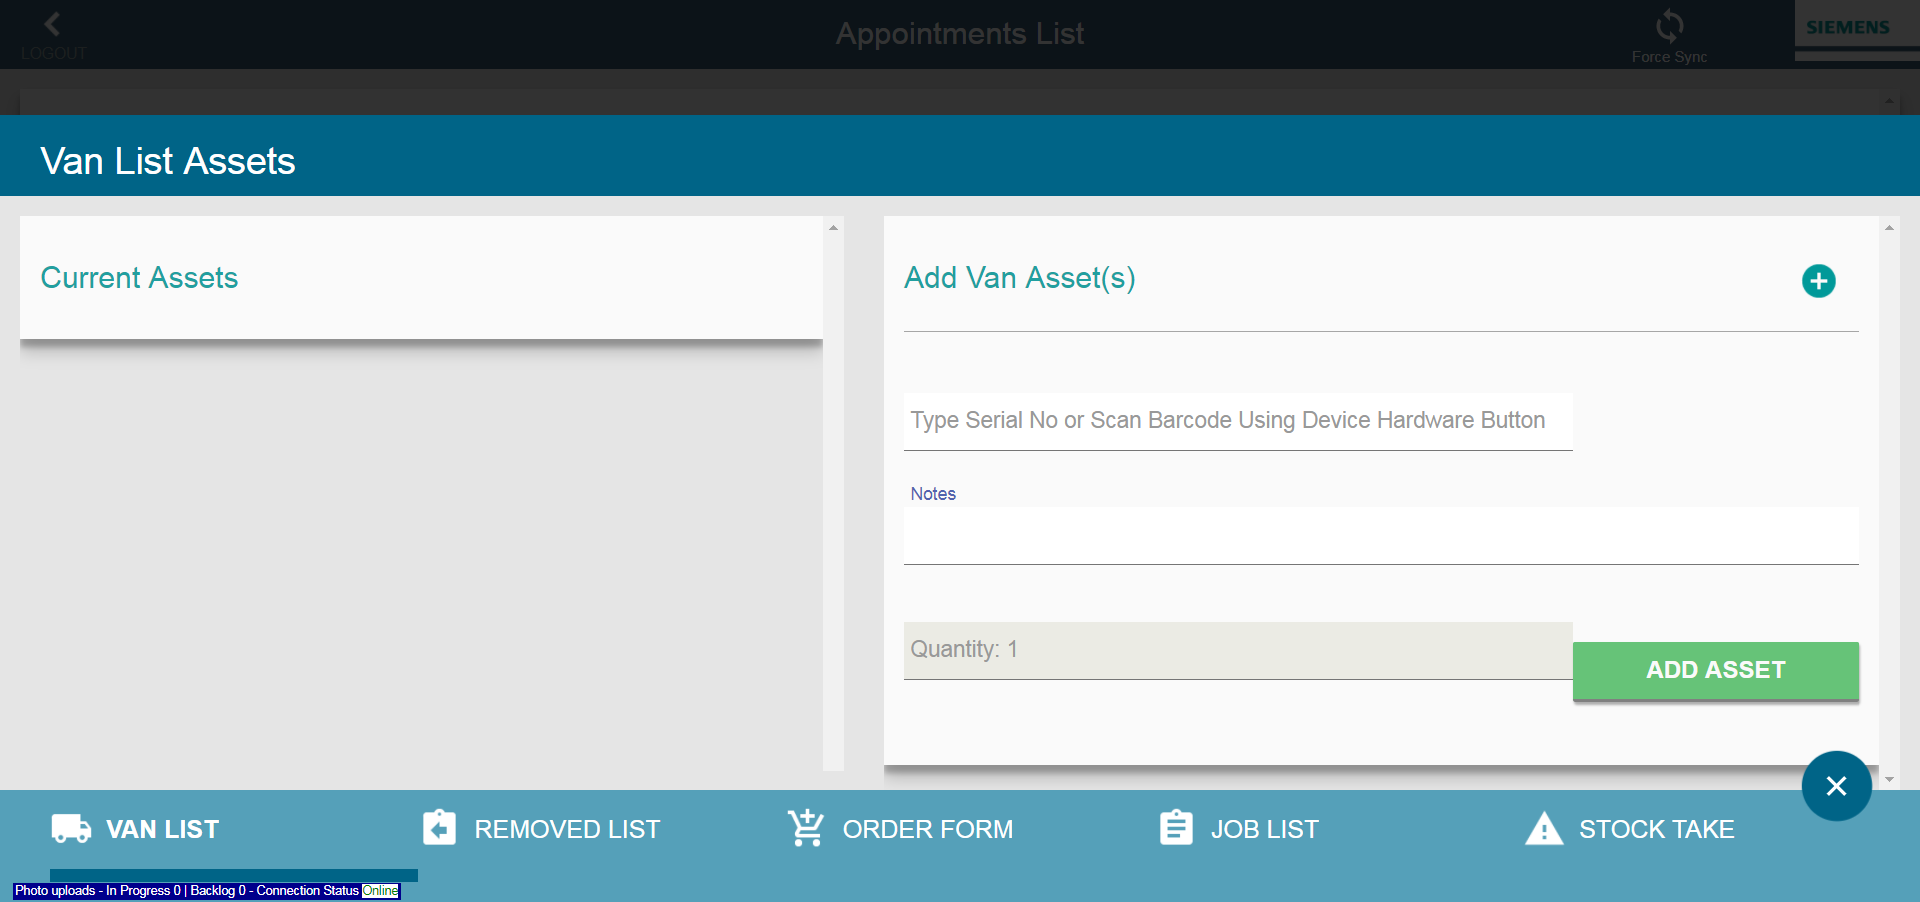 LOGOUT
Appointments List
Force Sync
SIEMENS
Van List Assets
Current Assets
Add Van Asset(s)
Type Serial No or Scan Barcode Using Device Hardware Button
Notes
Quantity: 1
ADD ASSET
VAN LIST
REMOVED LIST
ORDER FORM
JOB LIST
STOCK TAKE
Photo uploads - In Progress 0 | Backlog 0 - Connection Status Online